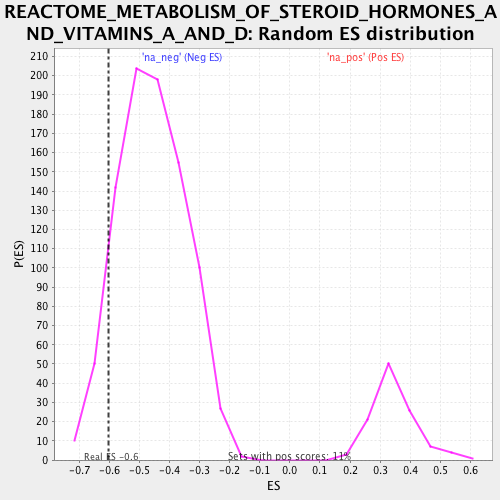 REACTOME_METABOLISM_OF_STEROID_HORMONES_A
ND_VITAMINS_A_AND_D: Random ES distribution
'na_neg' (Neg ES)
'na_pos' (Pos ES)
210
200
190
180
170
160
150
140
130
120
110
100
90
80
70
60
50
40
30
20
10
0
P(ES)
Real ES -0.6
Sets with pos scores: 11%
-0.7 -0.6 -0.5 -0.4 -0.3 -0.2 -0.1 0.0 0.1 0.2 0.3 0.4 0.5 0.6
ES